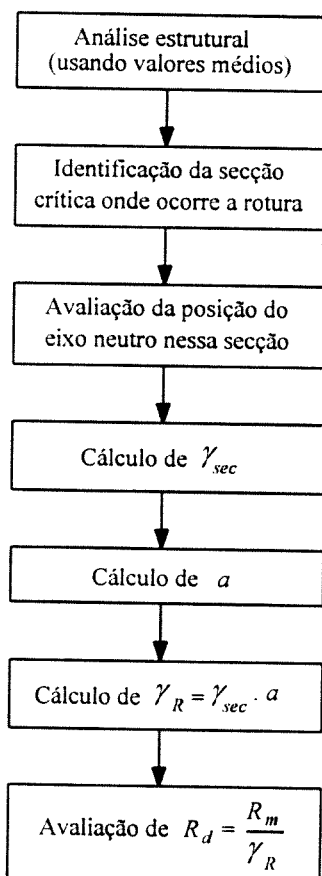 Análise estrutural
(usando valores médios)
Identificação da secção
crítica onde ocorre a rotura
Avaliação da posição do
eixo neutro nessa secção
Cálculo de γ_sec
Cálculo de a
Cálculo de γ_R = γ_sec . a
Avaliação de R_d = R_m / γ_R